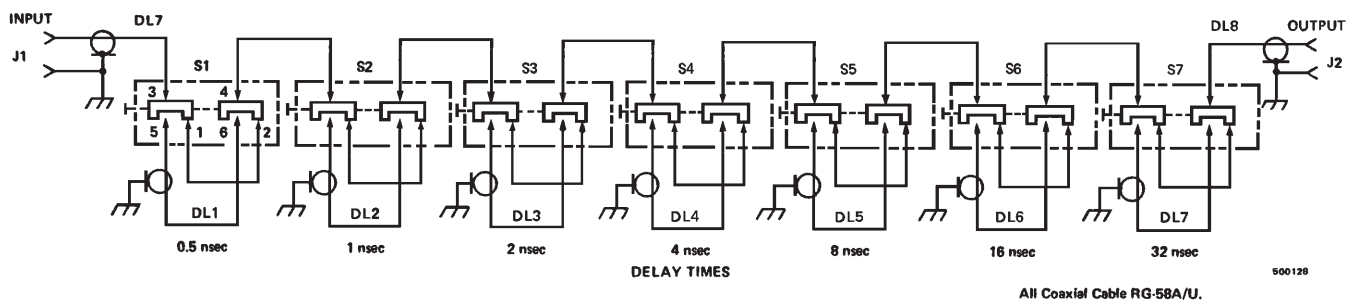 INPUT DL7 DL8 OUTPUT
J1 J2
S1 S2 S3 S4 S5 S6 S7
3 4
5 1 6 2
DL1 DL2 DL3 DL4 DL5 DL6 DL7
0.5 nsec 1 nsec 2 nsec 4 nsec 8 nsec 16 nsec 32 nsec
DELAY TIMES
500128
All Coaxial Cable RG-58A/U.